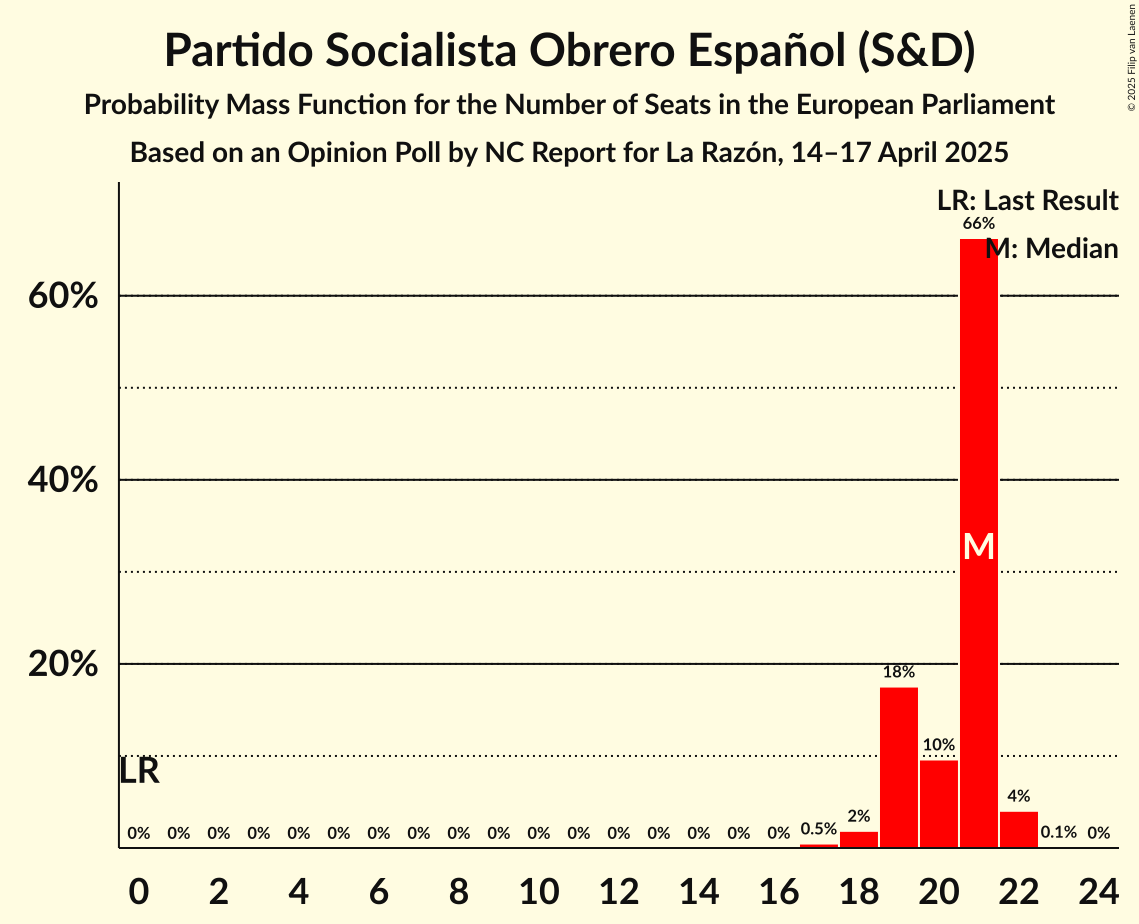 Partido Socialista Obrero Español (S&D)
Probability Mass Function for the Number of Seats in the European Parliament
Based on an Opinion Poll by NC Report for La Razón, 14–17 April 2025
© 2025 Filip van Laenen
LR: Last Result
M: Median
66%
60%
40%
M
20%
18%
10%
LR
4%
2%
0% 0% 0% 0% 0% 0% 0% 0% 0% 0% 0% 0% 0% 0% 0% 0% 0% 0.5% 0.1% 0%
0 2 4 6 8 10 12 14 16 18 20 22 24